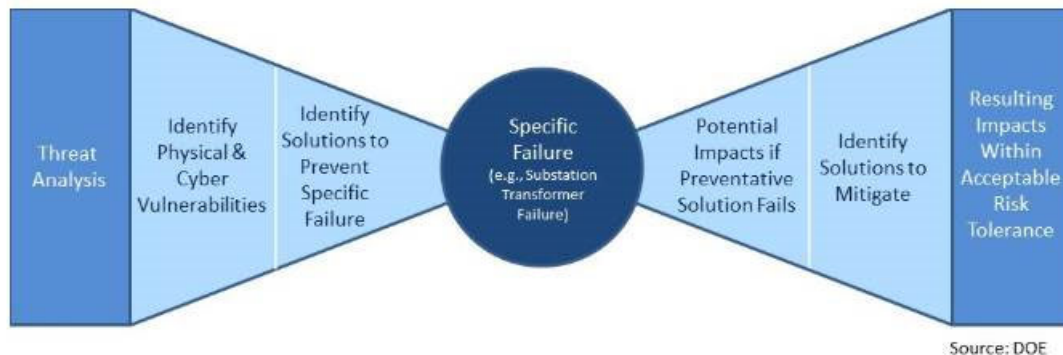 Threat
Analysis
Identify
Physical &
Cyber
Vulnerabilities
Identify
Solutions to
Prevent
Specific
Failure
Specific
Failure
(e.g., Substation
Transformer
Failure)
Potential
Impacts if
Preventative
Solution Fails
Identify
Solutions to
Mitigate
Resulting
Impacts
Within
Acceptable
Risk
Tolerance
Source: DOE